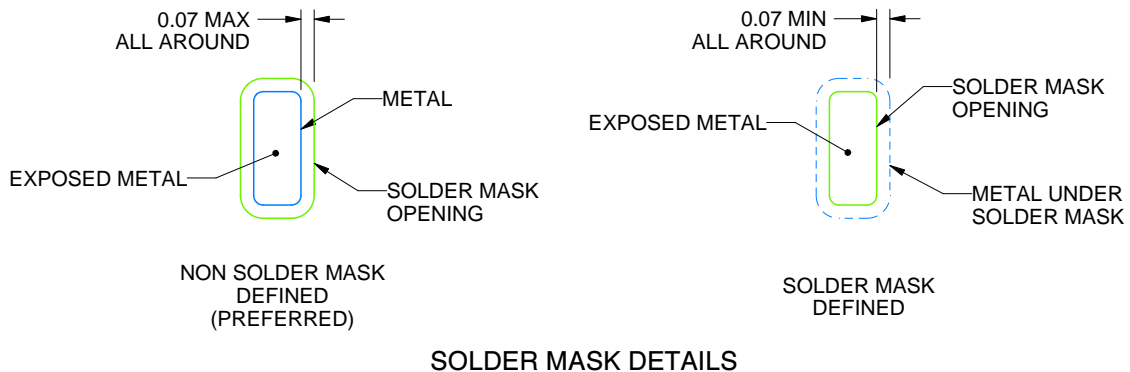 0.07 MAX
ALL AROUND
METAL
EXPOSED METAL
SOLDER MASK
OPENING
NON SOLDER MASK
DEFINED
(PREFERRED)
0.07 MIN
ALL AROUND
SOLDER MASK
OPENING
EXPOSED METAL
METAL UNDER
SOLDER MASK
SOLDER MASK
DEFINED
SOLDER MASK DETAILS